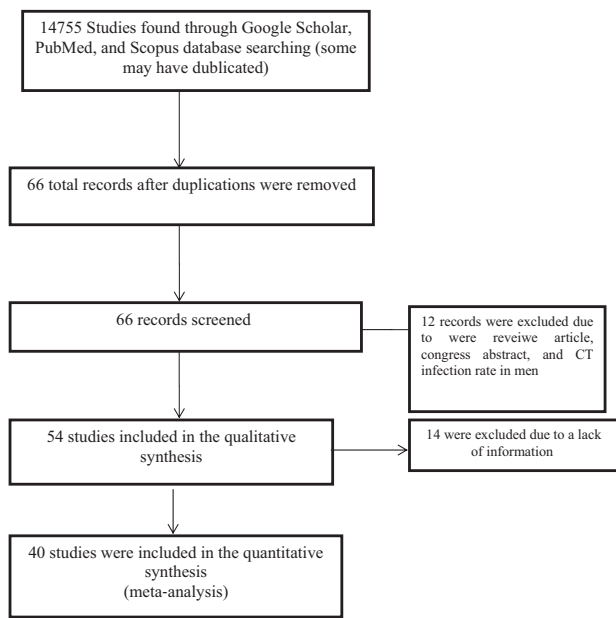 14755 Studies found through Google Scholar,
PubMed, and Scopus database searching (some
may have dublicated)
66 total records after duplications were removed
66 records screened
12 records were excluded due
to were reveiwe article,
congress abstract, and CT
infection rate in men
54 studies included in the qualitative
synthesis
14 were excluded due to a lack
of information
40 studies were included in the quantitative
synthesis
(meta-analysis)